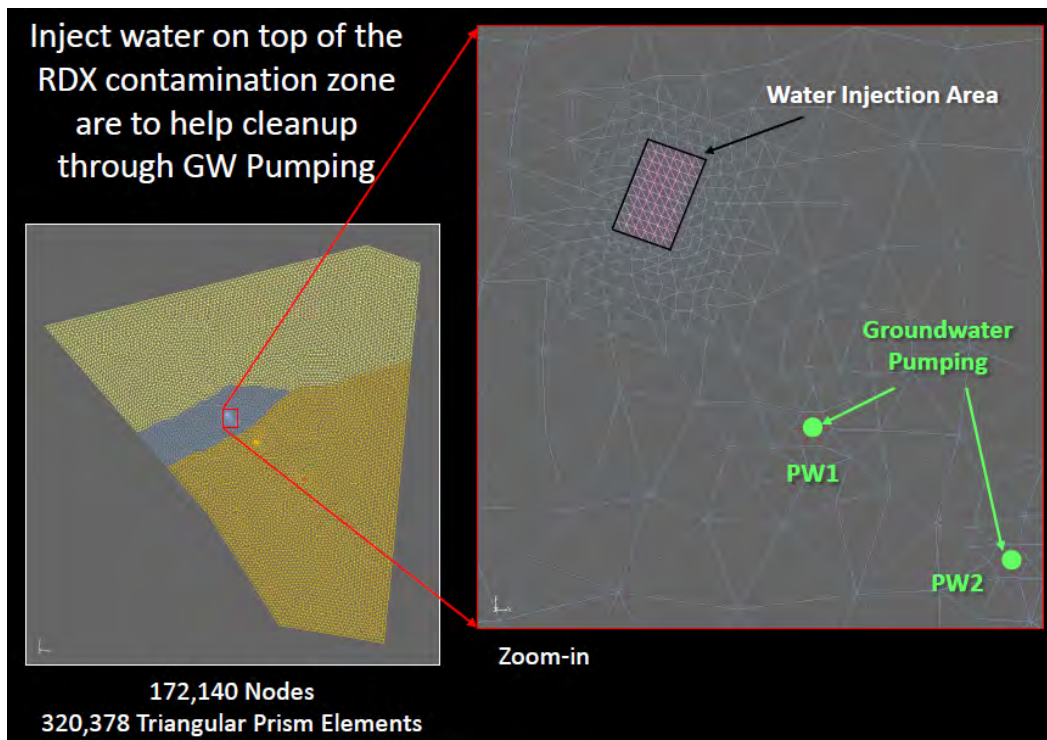 Inject water on top of the
RDX contamination zone
are to help cleanup
through GW Pumping
Water Injection Area
Groundwater
Pumping
PW1
PW2
Zoom-in
172,140 Nodes
320,378 Triangular Prism Elements